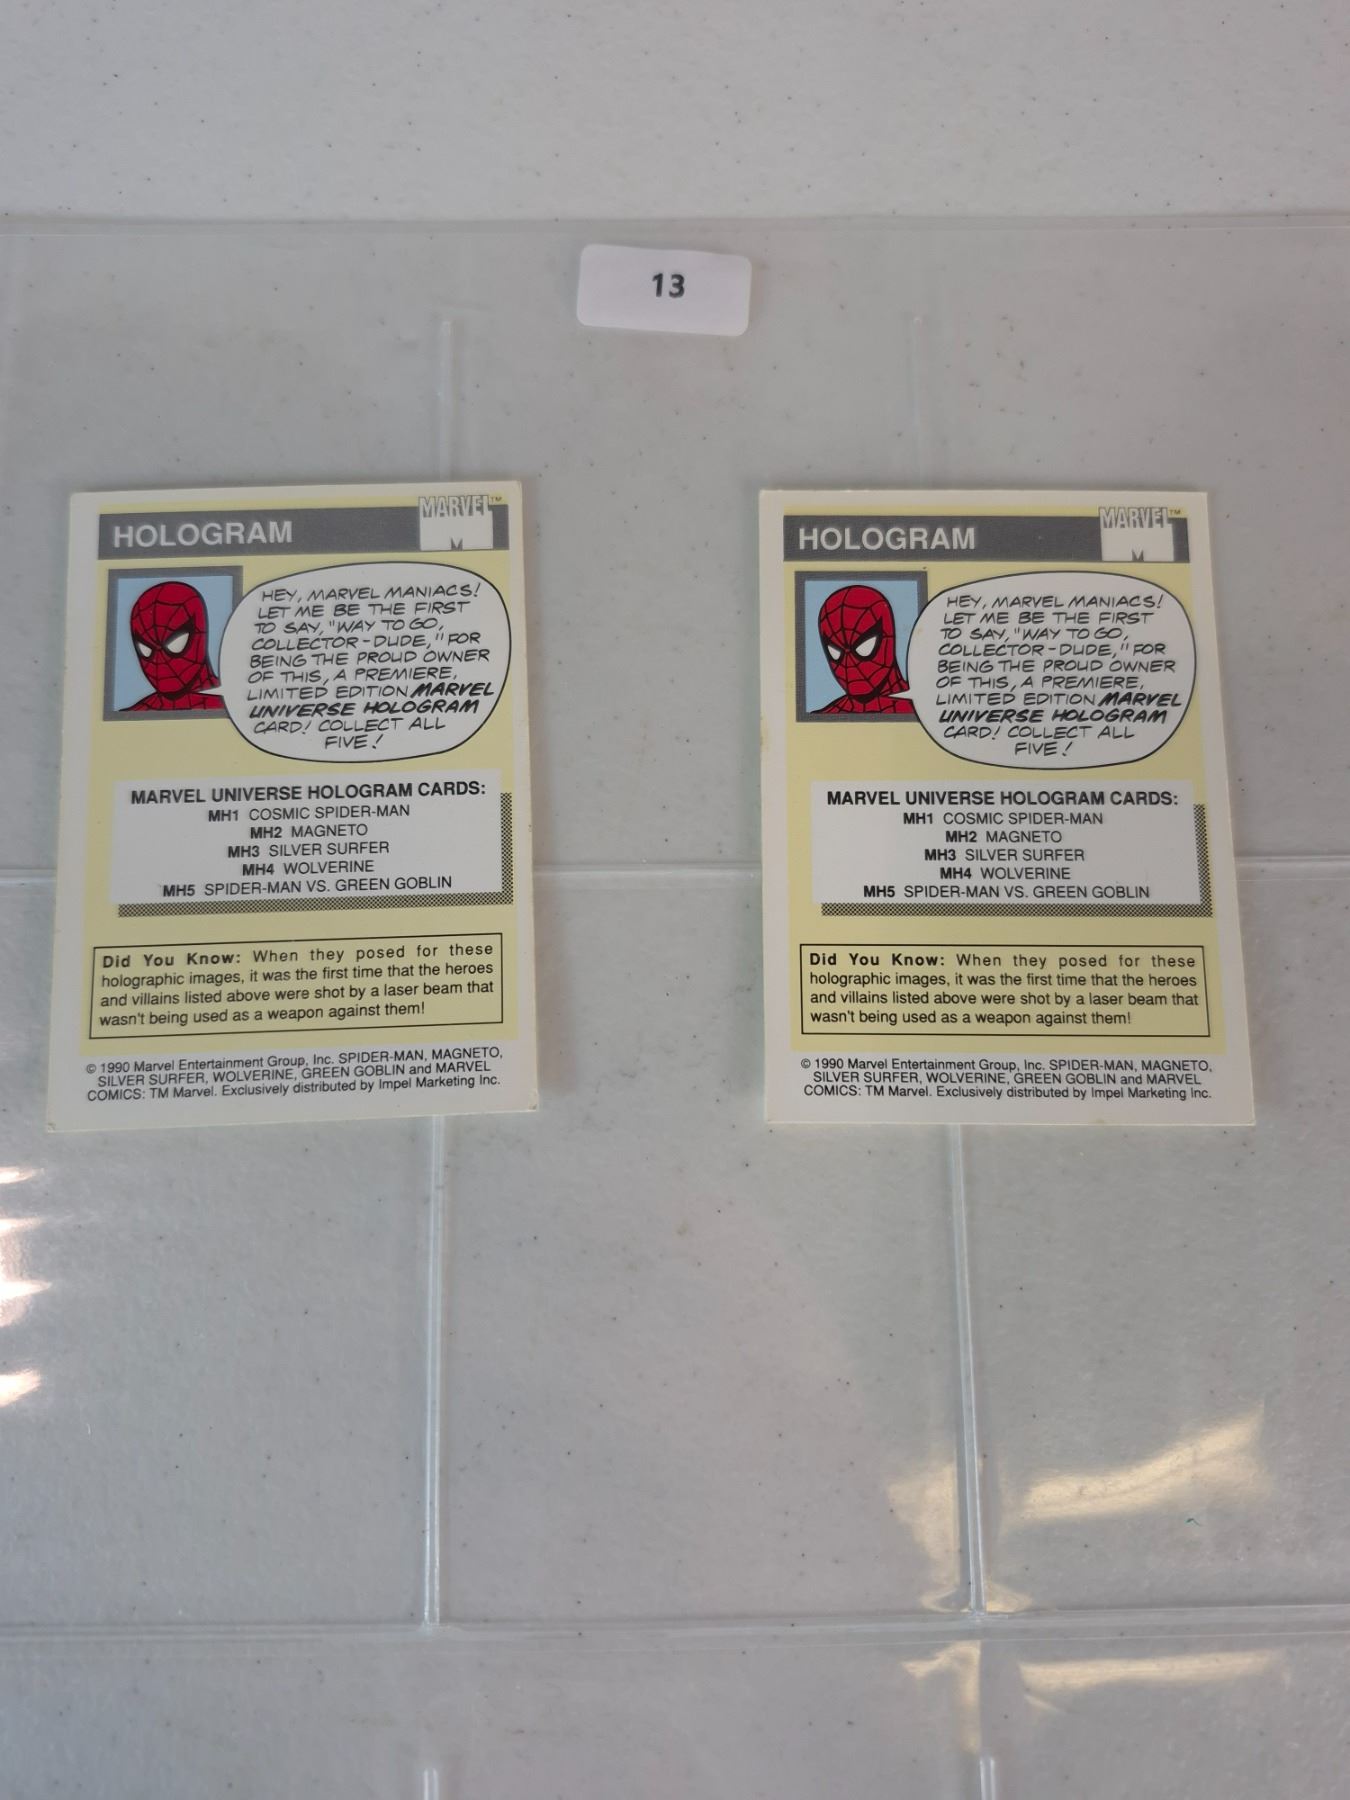 13
HOLOGRAM
MARVEL™
HEY, MARVEL MANIACS!
LET ME BE THE FIRST
TO SAY, "WAY TO GO,
COLLECTOR-DUDE," FOR
BEING THE PROUD OWNER
OF THIS, A PREMIERE,
LIMITED EDITION MARVEL
UNIVERSE HOLOGRAM
CARD! COLLECT ALL
FIVE!
MARVEL UNIVERSE HOLOGRAM CARDS:
MH1 COSMIC SPIDER-MAN
MH2 MAGNETO
MH3 SILVER SURFER
MH4 WOLVERINE
MH5 SPIDER-MAN VS. GREEN GOBLIN
Did You Know: When they posed for these
holographic images, it was the first time that the heroes
and villains listed above were shot by a laser beam that
wasn't being used as a weapon against them!
© 1990 Marvel Entertainment Group, Inc. SPIDER-MAN, MAGNETO,
SILVER SURFER, WOLVERINE, GREEN GOBLIN and MARVEL
COMICS: TM Marvel. Exclusively distributed by Impel Marketing Inc.
HOLOGRAM
MARVEL™
HEY, MARVEL MANIACS!
LET ME BE THE FIRST
TO SAY, "WAY TO GO,
COLLECTOR-DUDE," FOR
BEING THE PROUD OWNER
OF THIS, A PREMIERE,
LIMITED EDITION MARVEL
UNIVERSE HOLOGRAM
CARD! COLLECT ALL
FIVE!
MARVEL UNIVERSE HOLOGRAM CARDS:
MH1 COSMIC SPIDER-MAN
MH2 MAGNETO
MH3 SILVER SURFER
MH4 WOLVERINE
MH5 SPIDER-MAN VS. GREEN GOBLIN
Did You Know: When they posed for these
holographic images, it was the first time that the heroes
and villains listed above were shot by a laser beam that
wasn't being used as a weapon against them!
© 1990 Marvel Entertainment Group, Inc. SPIDER-MAN, MAGNETO,
SILVER SURFER, WOLVERINE, GREEN GOBLIN and MARVEL
COMICS: TM Marvel. Exclusively distributed by Impel Marketing Inc.